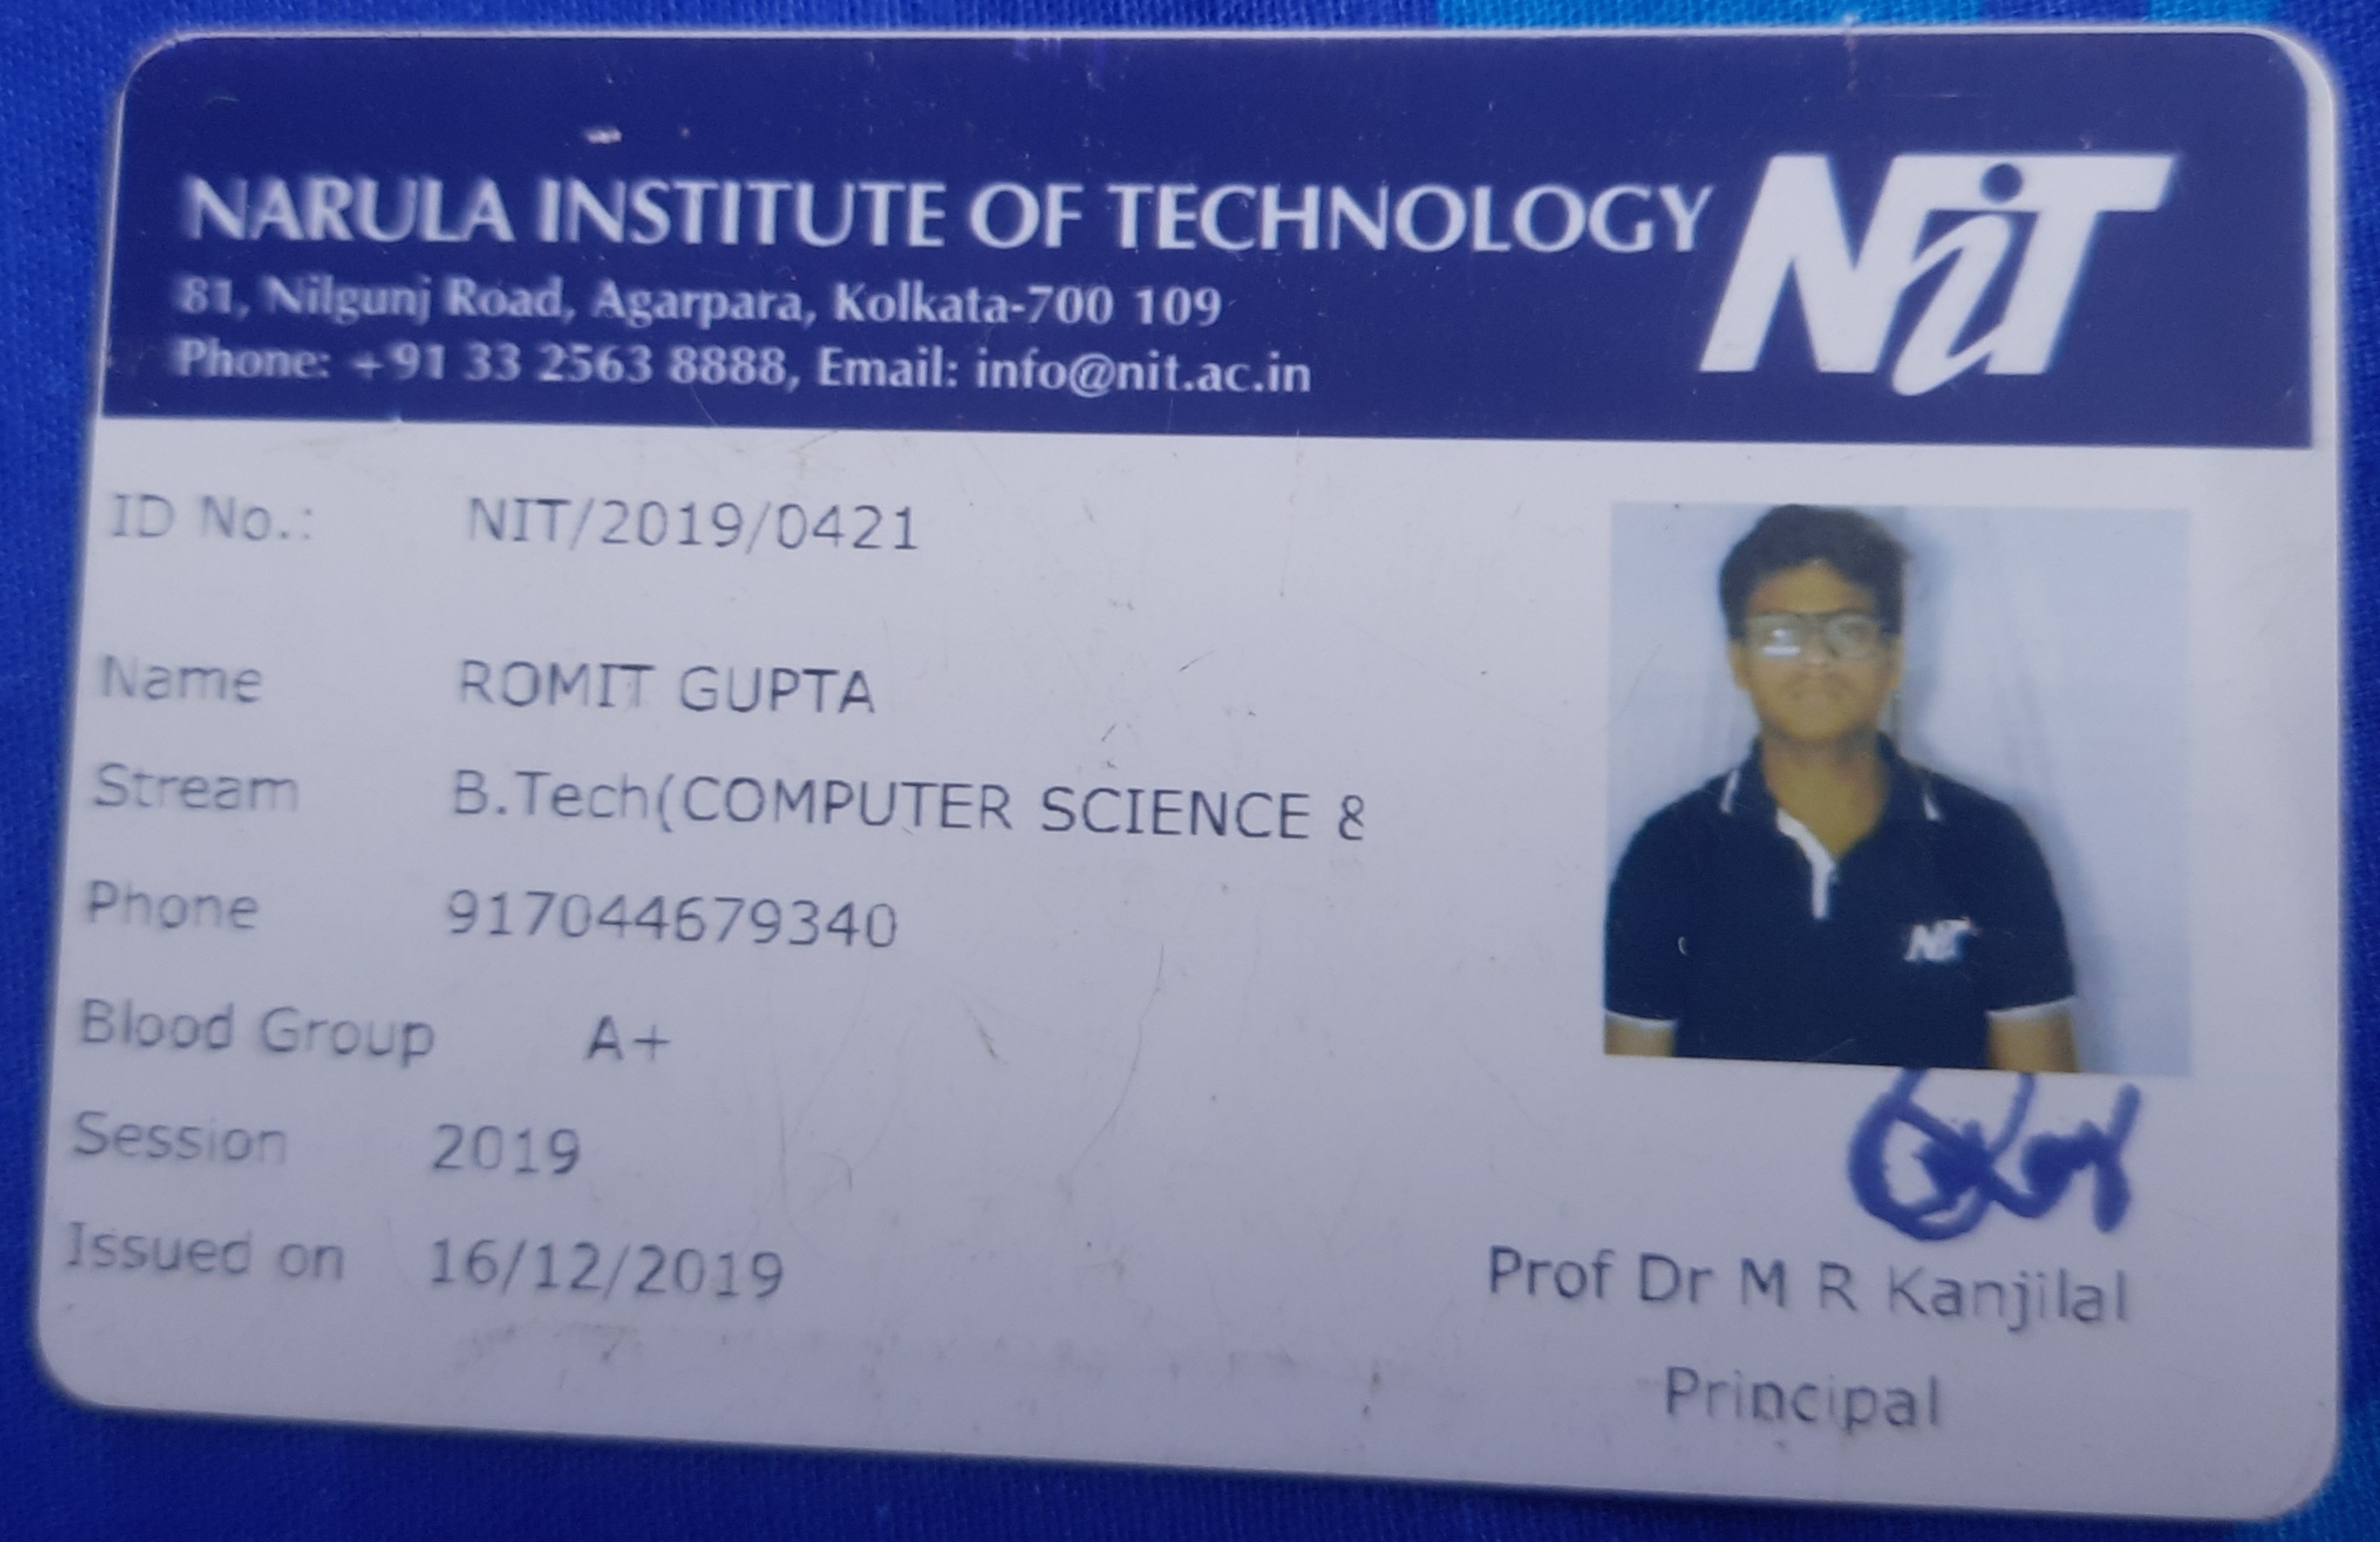 NARULA INSTITUTE OF TECHNOLOGY NiT
81, Nilgunj Road, Agarpara, Kolkata-700 109
Phone: +91 33 2563 8888, Email: info@nit.ac.in
ID No.: NIT/2019/0421
Name ROMIT GUPTA
Stream B.Tech(COMPUTER SCIENCE &
Phone 917044679340
Blood Group A+
Session 2019
Issued on 16/12/2019
NiT
Prof Dr M R Kanjilal
Principal